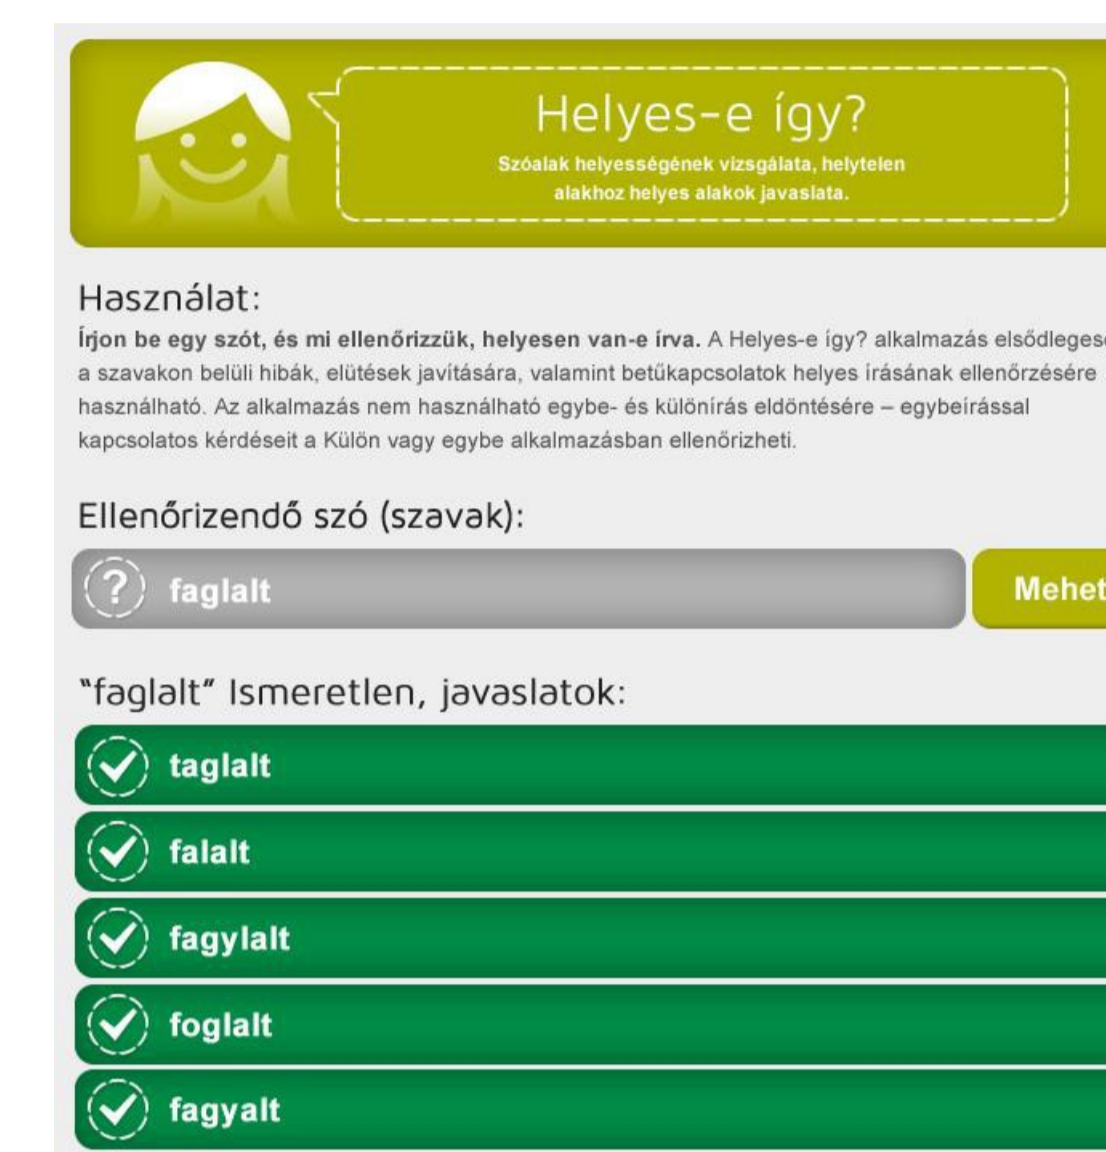 Helyes-e így?
Szóalak helyességének vizsgálata, helytelen
alakhoz helyes alakok javaslata.
Használat:
Írjon be egy szót, és mi ellenőrizzük, helyesen van-e írva. A Helyes-e így? alkalmazás
a szavakon belüli hibák, elütések javítására, valamint betűkapcsolatok helyes írásának ellenőrzésére
használható. Az alkalmazás nem használható egybe- és különírás eldöntésére – egybeírással
kapcsolatos kérdéseit a Külön vagy egybe alkalmazásban ellenőrizheti.
Ellenőrizendő szó (szavak):
? faglalt
Mehet
"faglalt" Ismeretlen, javaslatok:
taglalt
falalt
fagylalt
foglalt
fagyalt